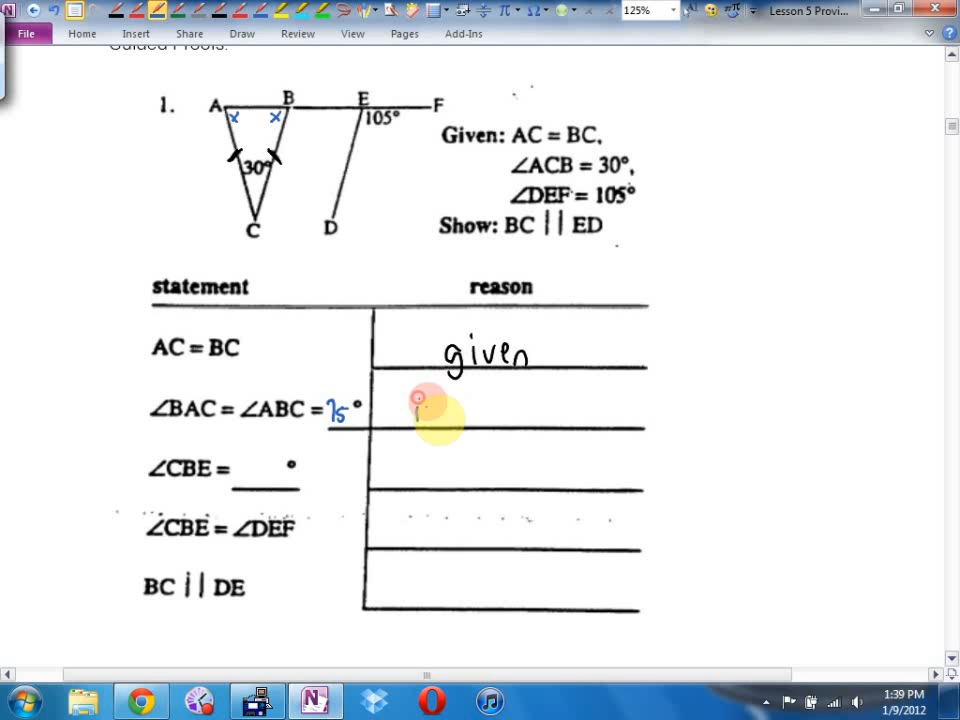 125% Lesson 5 Provi...
File Home Insert Share Draw Review View Pages Add-Ins
Guided Proofs:
1. A B E F
x x 105°
30°
C D
Given: AC = BC,
∠ACB = 30°,
∠DEF = 105°
Show: BC || ED
statement reason
AC = BC given
∠BAC = ∠ABC = 75°
∠CBE = °
∠CBE = ∠DEF
BC || DE
1:39 PM
1/9/2012